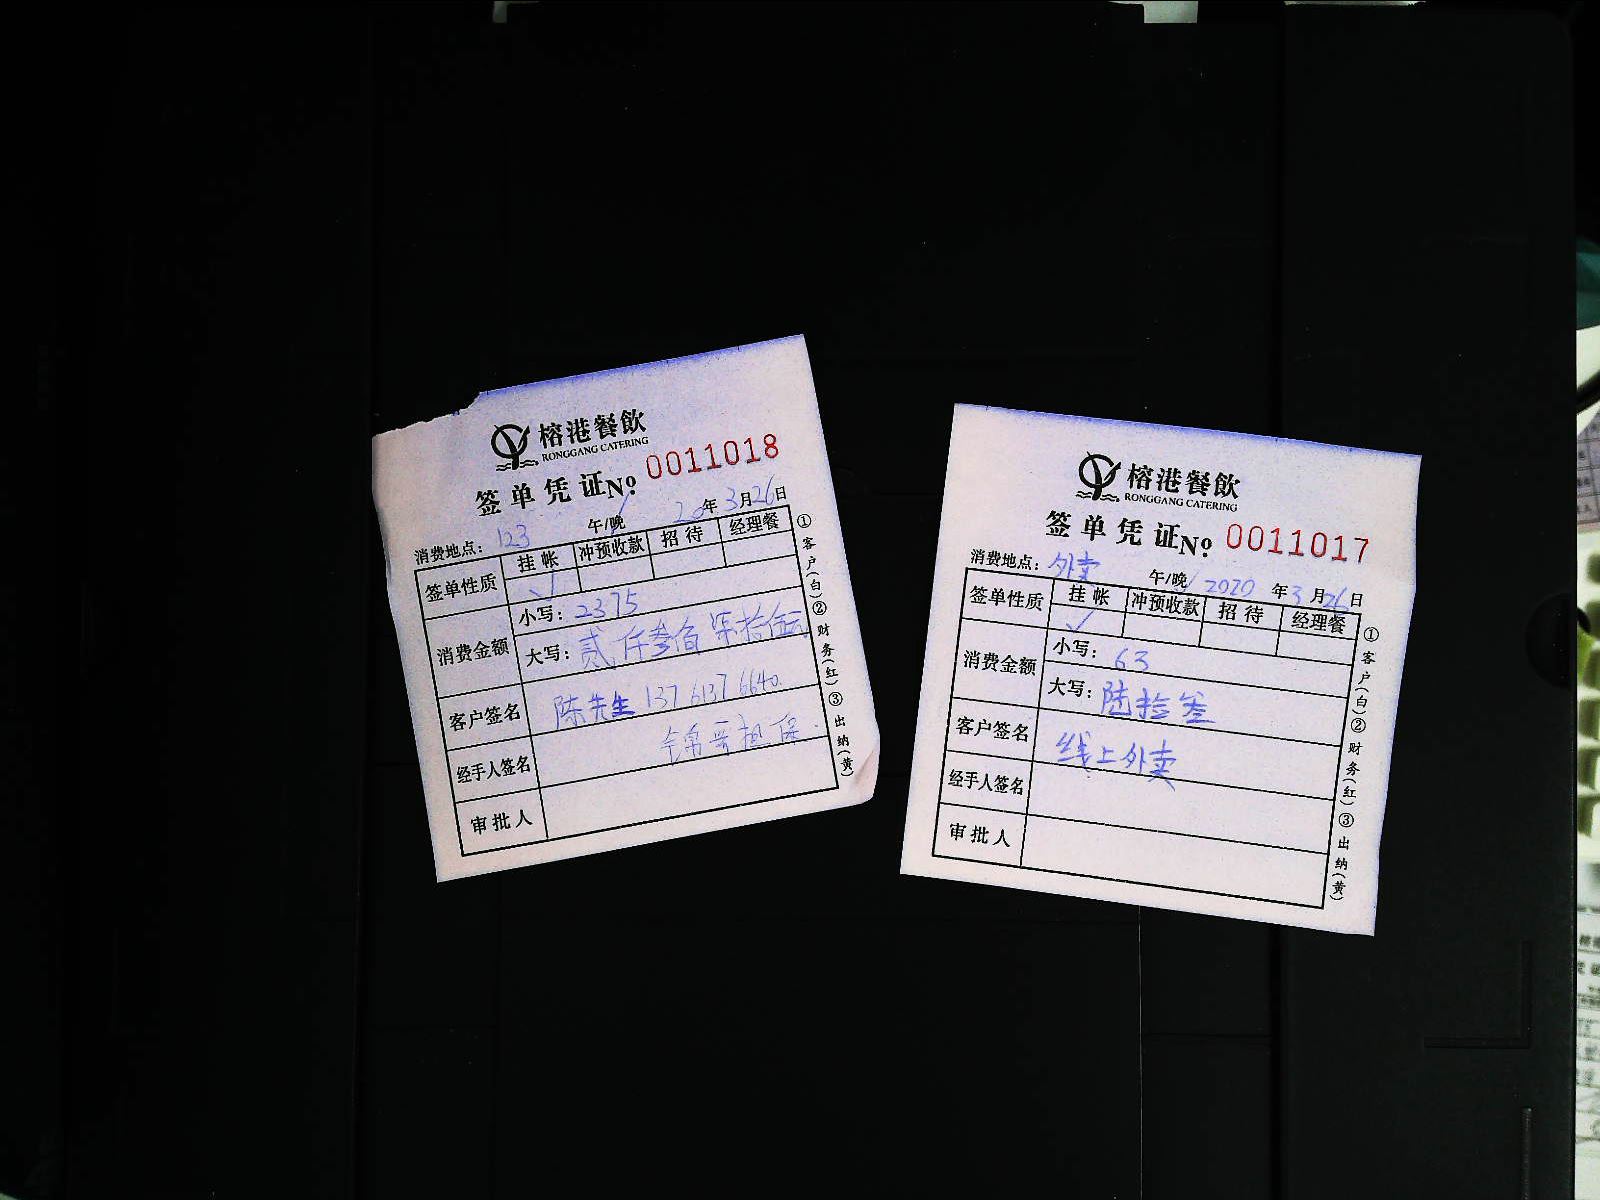 榕港餐飲
RONGGANG CATERING
签单凭证№ 0011018
消费地点：123 午/晚 20年3月26日
签单性质 挂帐 冲预收款 招待 经理餐
✓
消费金额 小写：2375
大写：贰仟叁佰柒拾伍元
客户签名 陈先生 137 6137 6640
担保
经手人签名
审批人
①客户(白)②财务(红)③出纳(黄)
榕港餐飲
RONGGANG CATERING
签单凭证№ 0011017
消费地点：外卖 午/晚 2020年3月26日
签单性质 挂帐 冲预收款 招待 经理餐
✓
消费金额 小写：63
大写：陆拾叁
客户签名 线上外卖
经手人签名
审批人
①客户(白)②财务(红)③出纳(黄)